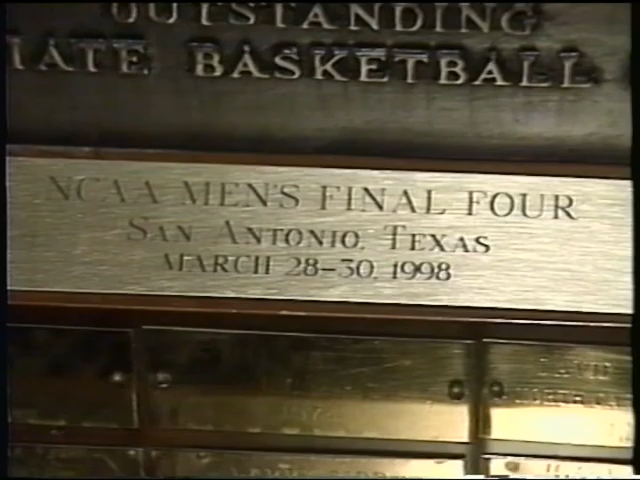 OUTSTANDING
IATE BASKETBALL
NCAA MEN'S FINAL FOUR
SAN ANTONIO, TEXAS
MARCH 28-30, 1998